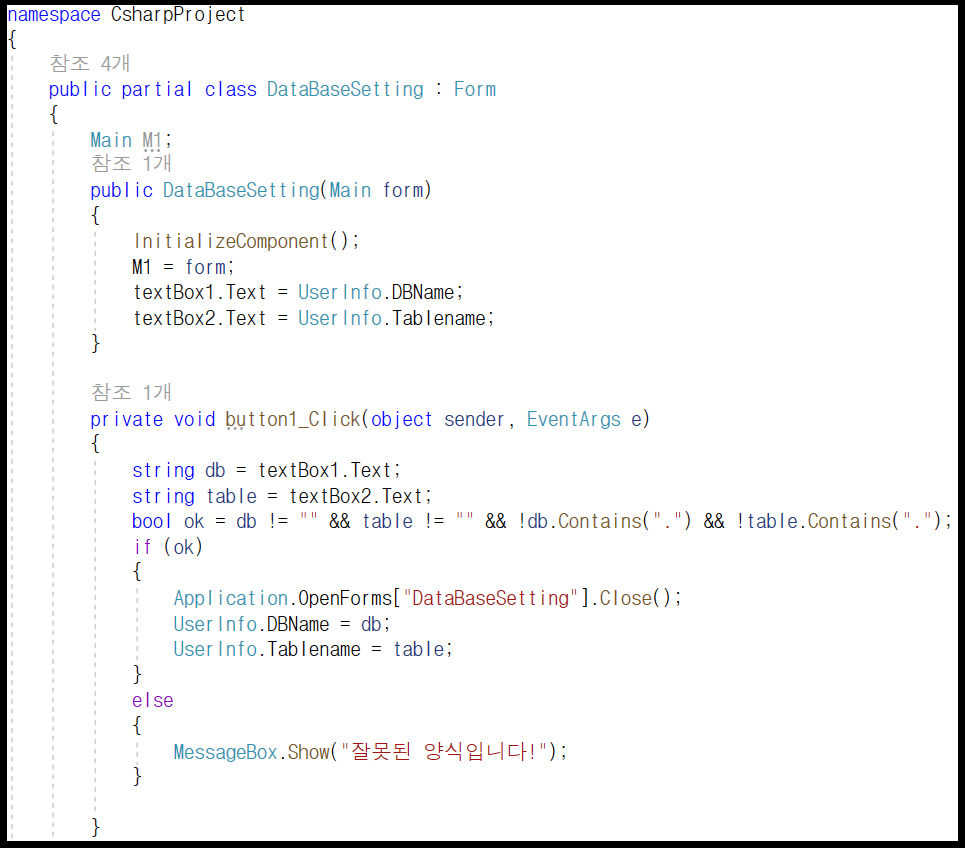 namespace CsharpProject
{
참조 4개
public partial class DataBaseSetting : Form
{
Main M1;
참조 1개
public DataBaseSetting(Main form)
{
InitializeComponent();
M1 = form;
textBox1.Text = UserInfo.DBName;
textBox2.Text = UserInfo.Tablename;
}
참조 1개
private void button1_Click(object sender, EventArgs e)
{
string db = textBox1.Text;
string table = textBox2.Text;
bool ok = db != "" && table != "" && !db.Contains(".") && !table.Contains(".");
if (ok)
{
Application.OpenForms["DataBaseSetting"].Close();
UserInfo.DBName = db;
UserInfo.Tablename = table;
}
else
{
MessageBox.Show("잘못된 양식입니다!");
}
}